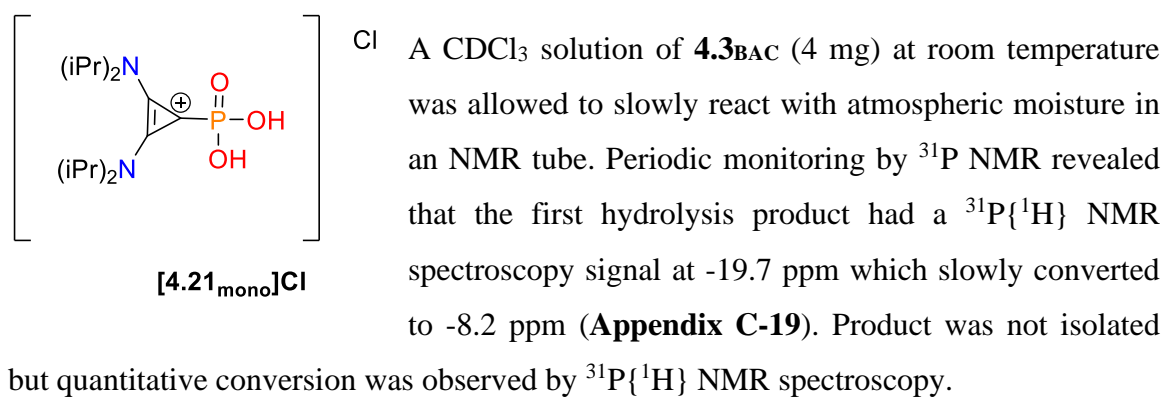 Cl
(iPr)₂N
(iPr)₂N
⊕
O
P
OH
OH
[4.21mono]Cl
A CDCl₃ solution of 4.3BAC (4 mg) at room temperature
was allowed to slowly react with atmospheric moisture in
an NMR tube. Periodic monitoring by ³¹P NMR revealed
that the first hydrolysis product had a ³¹P{¹H} NMR
spectroscopy signal at -19.7 ppm which slowly converted
to -8.2 ppm (Appendix C-19). Product was not isolated
but quantitative conversion was observed by ³¹P{¹H} NMR spectroscopy.